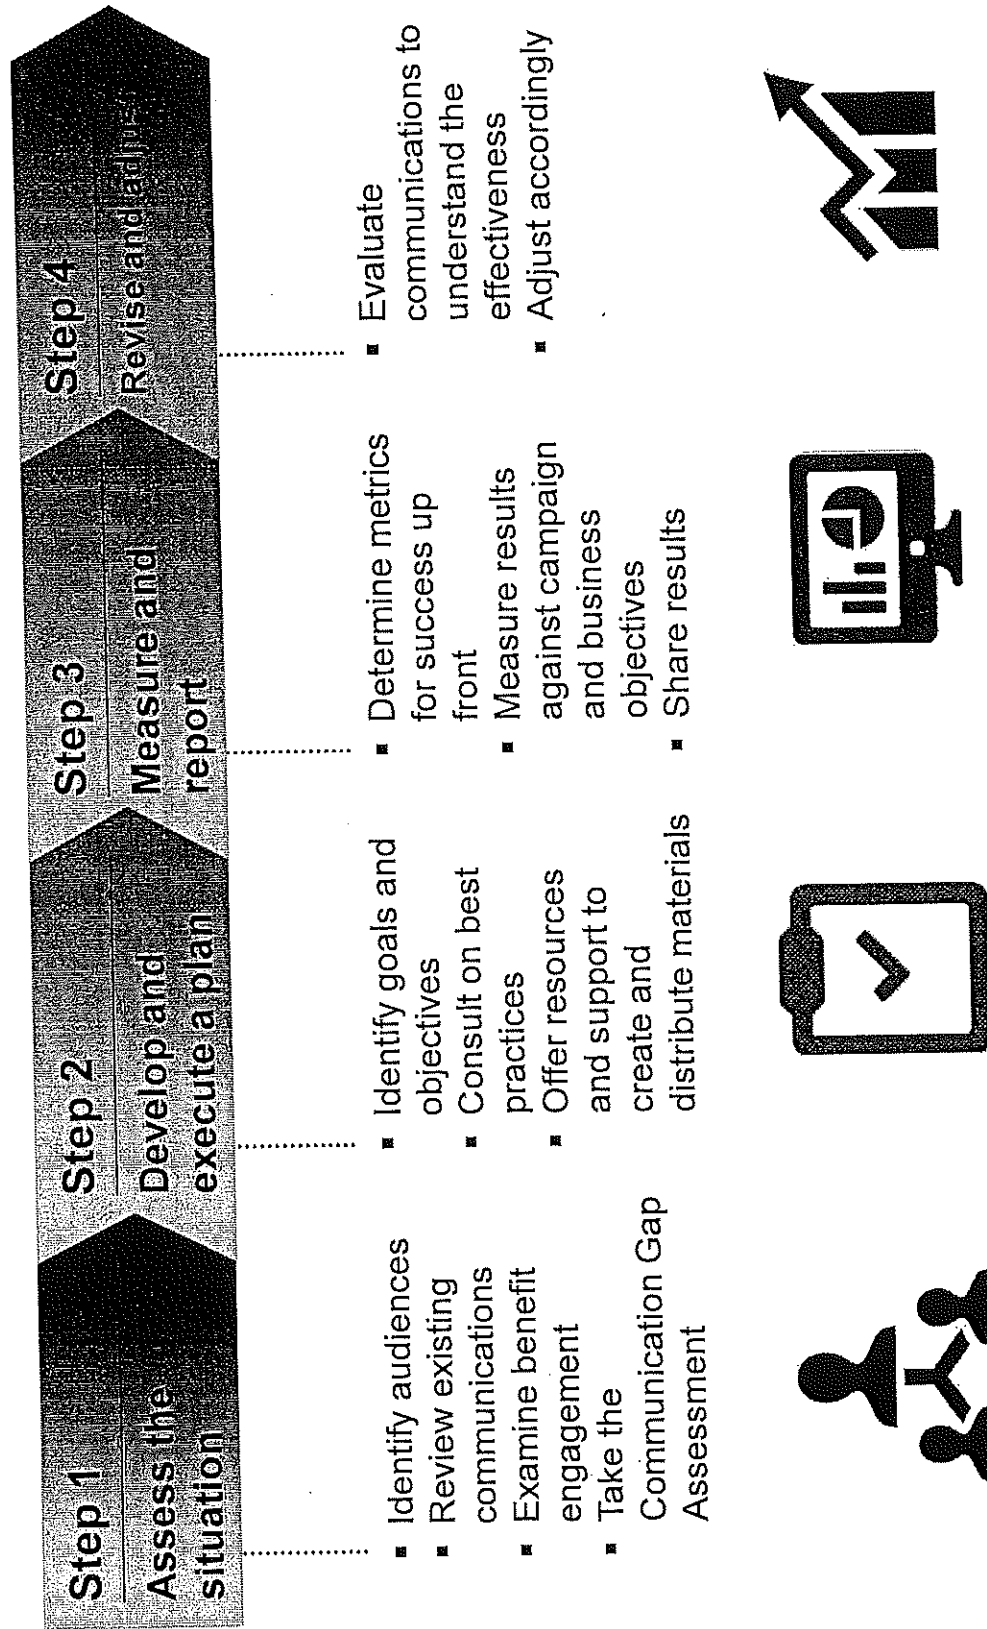 Step 1
Assess the
situation
▪ Identify audiences
▪ Review existing
communications
▪ Examine benefit
engagement
▪ Take the
Communication Gap
Assessment
Step 2
Develop and
execute a plan
▪ Identify goals and
objectives
▪ Consult on best
practices
▪ Offer resources
and support to
create and
distribute materials
Step 3
Measure and
report
▪ Determine metrics
for success up
front
▪ Measure results
against campaign
and business
objectives
▪ Share results
Step 4
Revise and adjust
▪ Evaluate
communications to
understand the
effectiveness
▪ Adjust accordingly